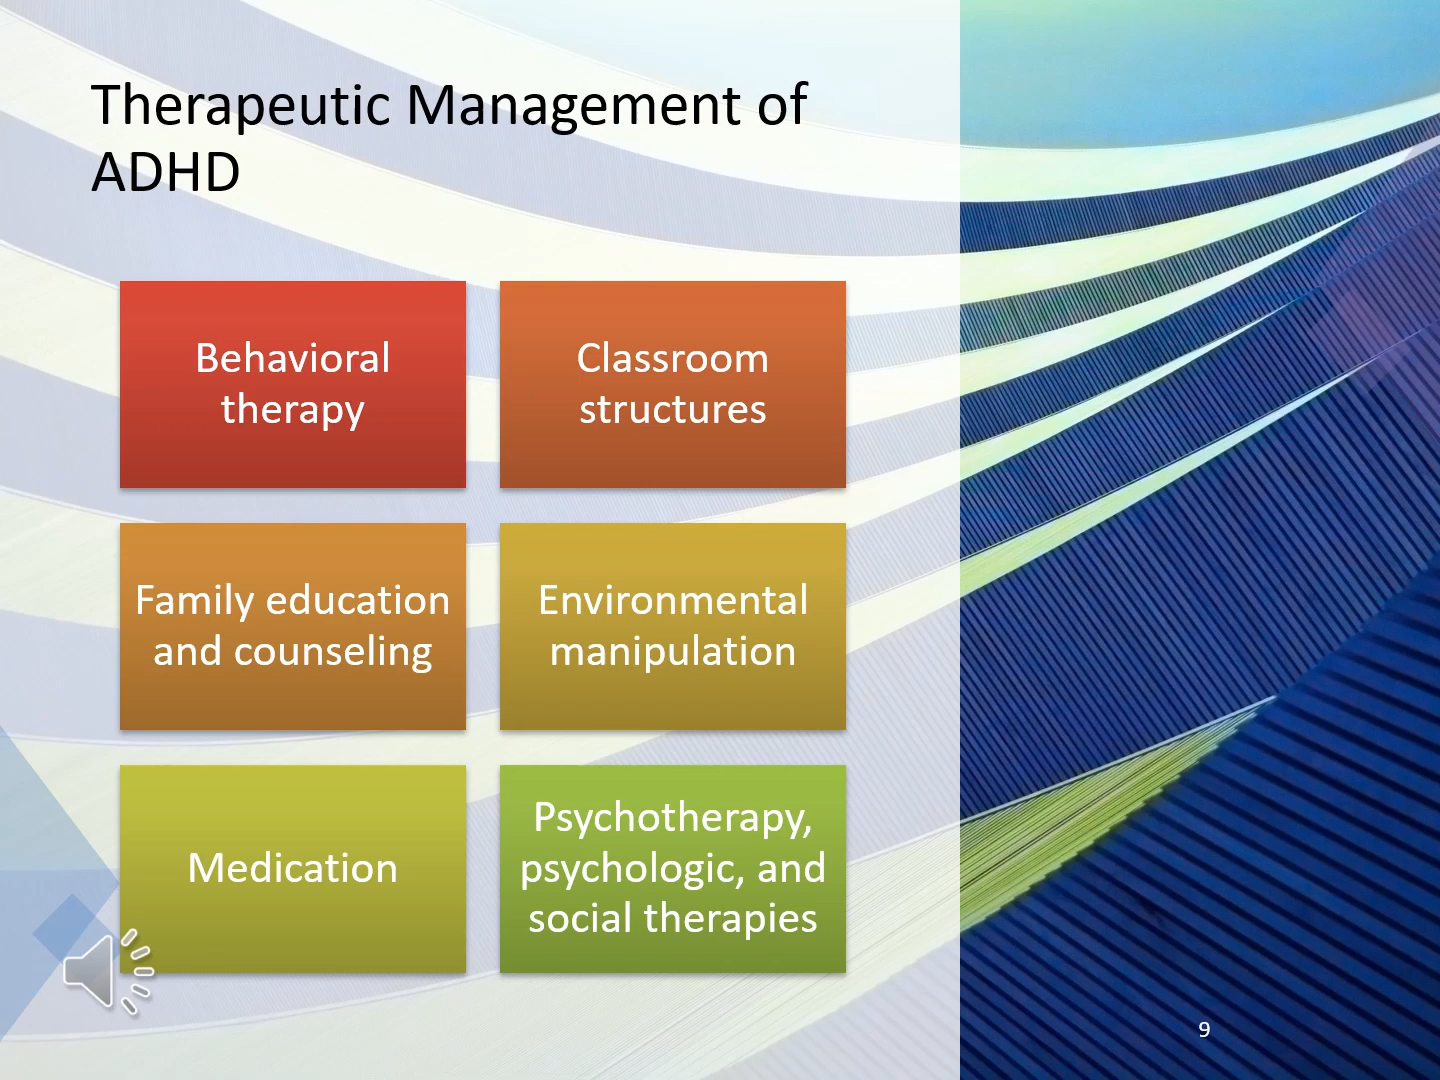 Therapeutic Management of
ADHD
Behavioral
therapy
Classroom
structures
Family education
and counseling
Environmental
manipulation
Medication
Psychotherapy,
psychologic, and
social therapies
9